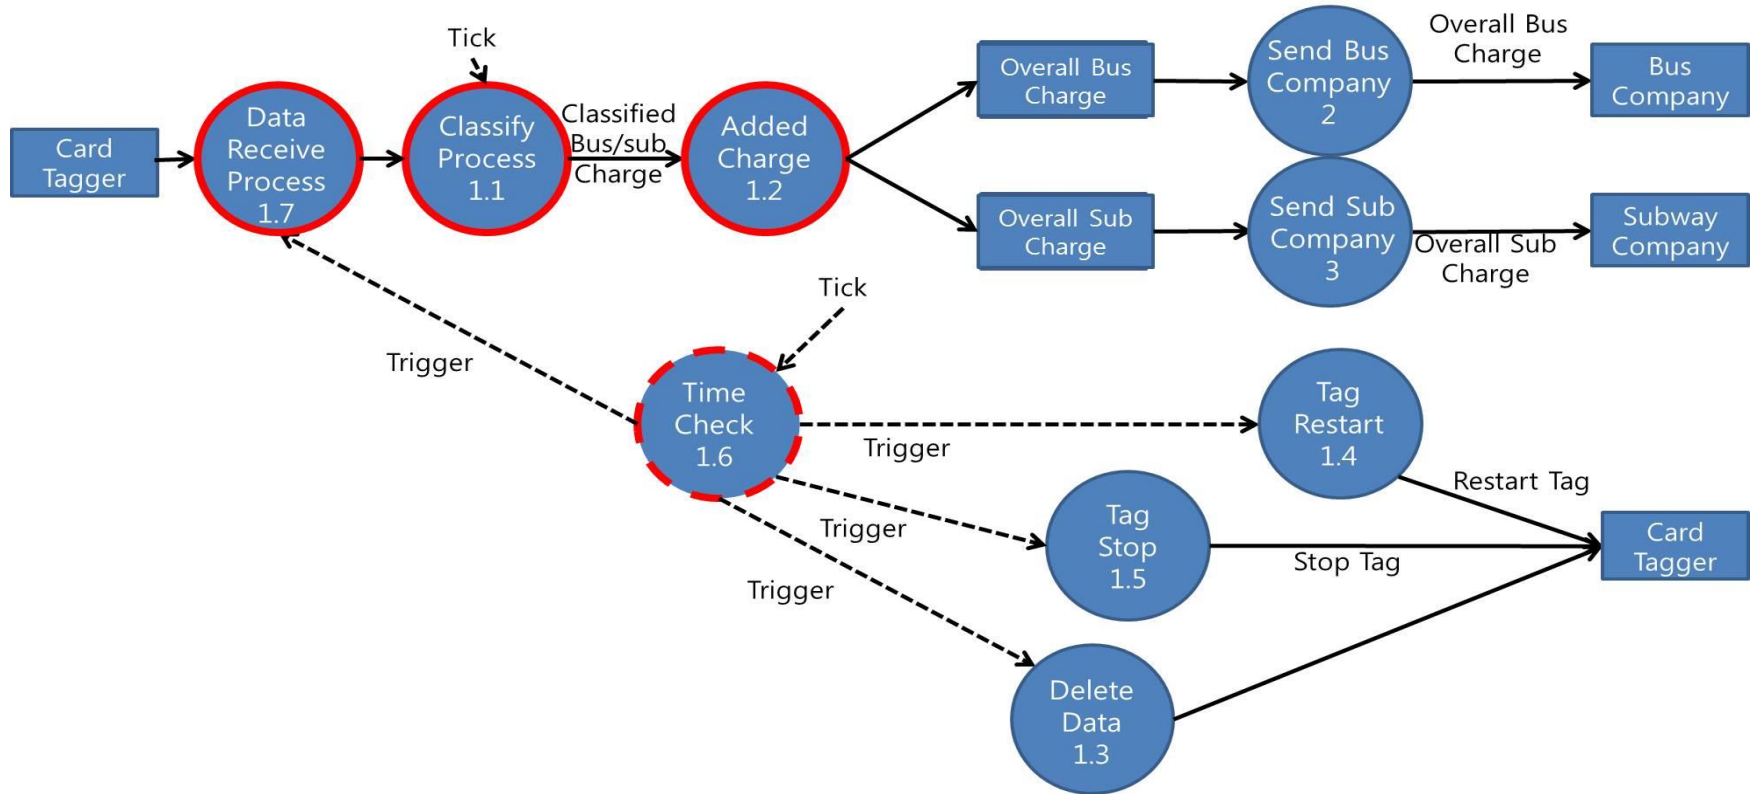 Tick
Card
Tagger
Data
Receive
Process
1.7
Classify
Process
1.1
Classified
Bus/sub
Charge
Added
Charge
1.2
Overall Bus
Charge
Send Bus
Company
2
Overall Bus
Charge
Bus
Company
Overall Sub
Charge
Send Sub
Company
3
Overall Sub
Charge
Subway
Company
Tick
Trigger
Time
Check
1.6
Trigger
Tag
Restart
1.4
Restart Tag
Trigger
Tag
Stop
1.5
Stop Tag
Card
Tagger
Trigger
Delete
Data
1.3